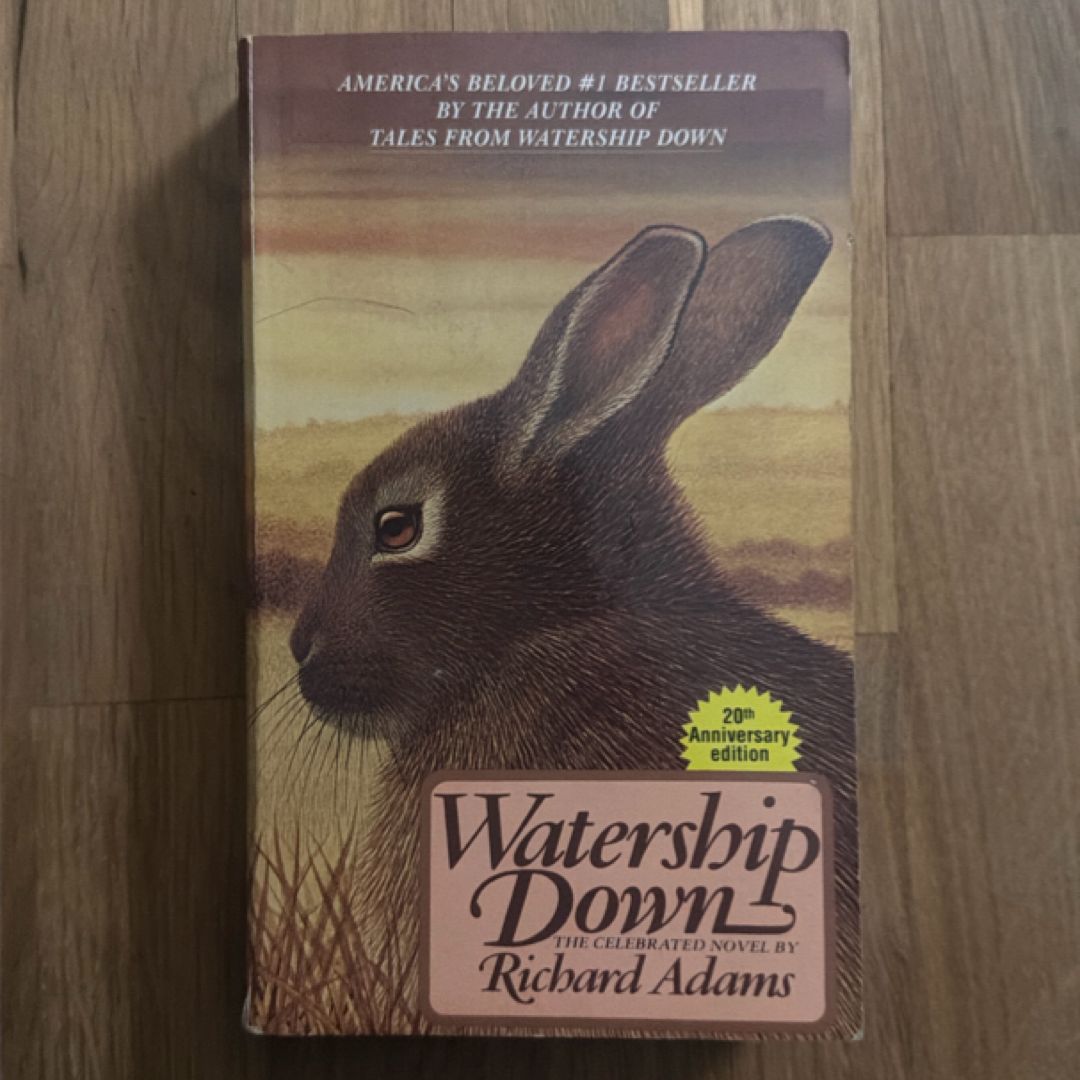 AMERICA'S BELOVED #1 BESTSELLER
BY THE AUTHOR OF
TALES FROM WATERSHIP DOWN
20th
Anniversary
edition
Watership
Down
THE CELEBRATED NOVEL BY
Richard Adams